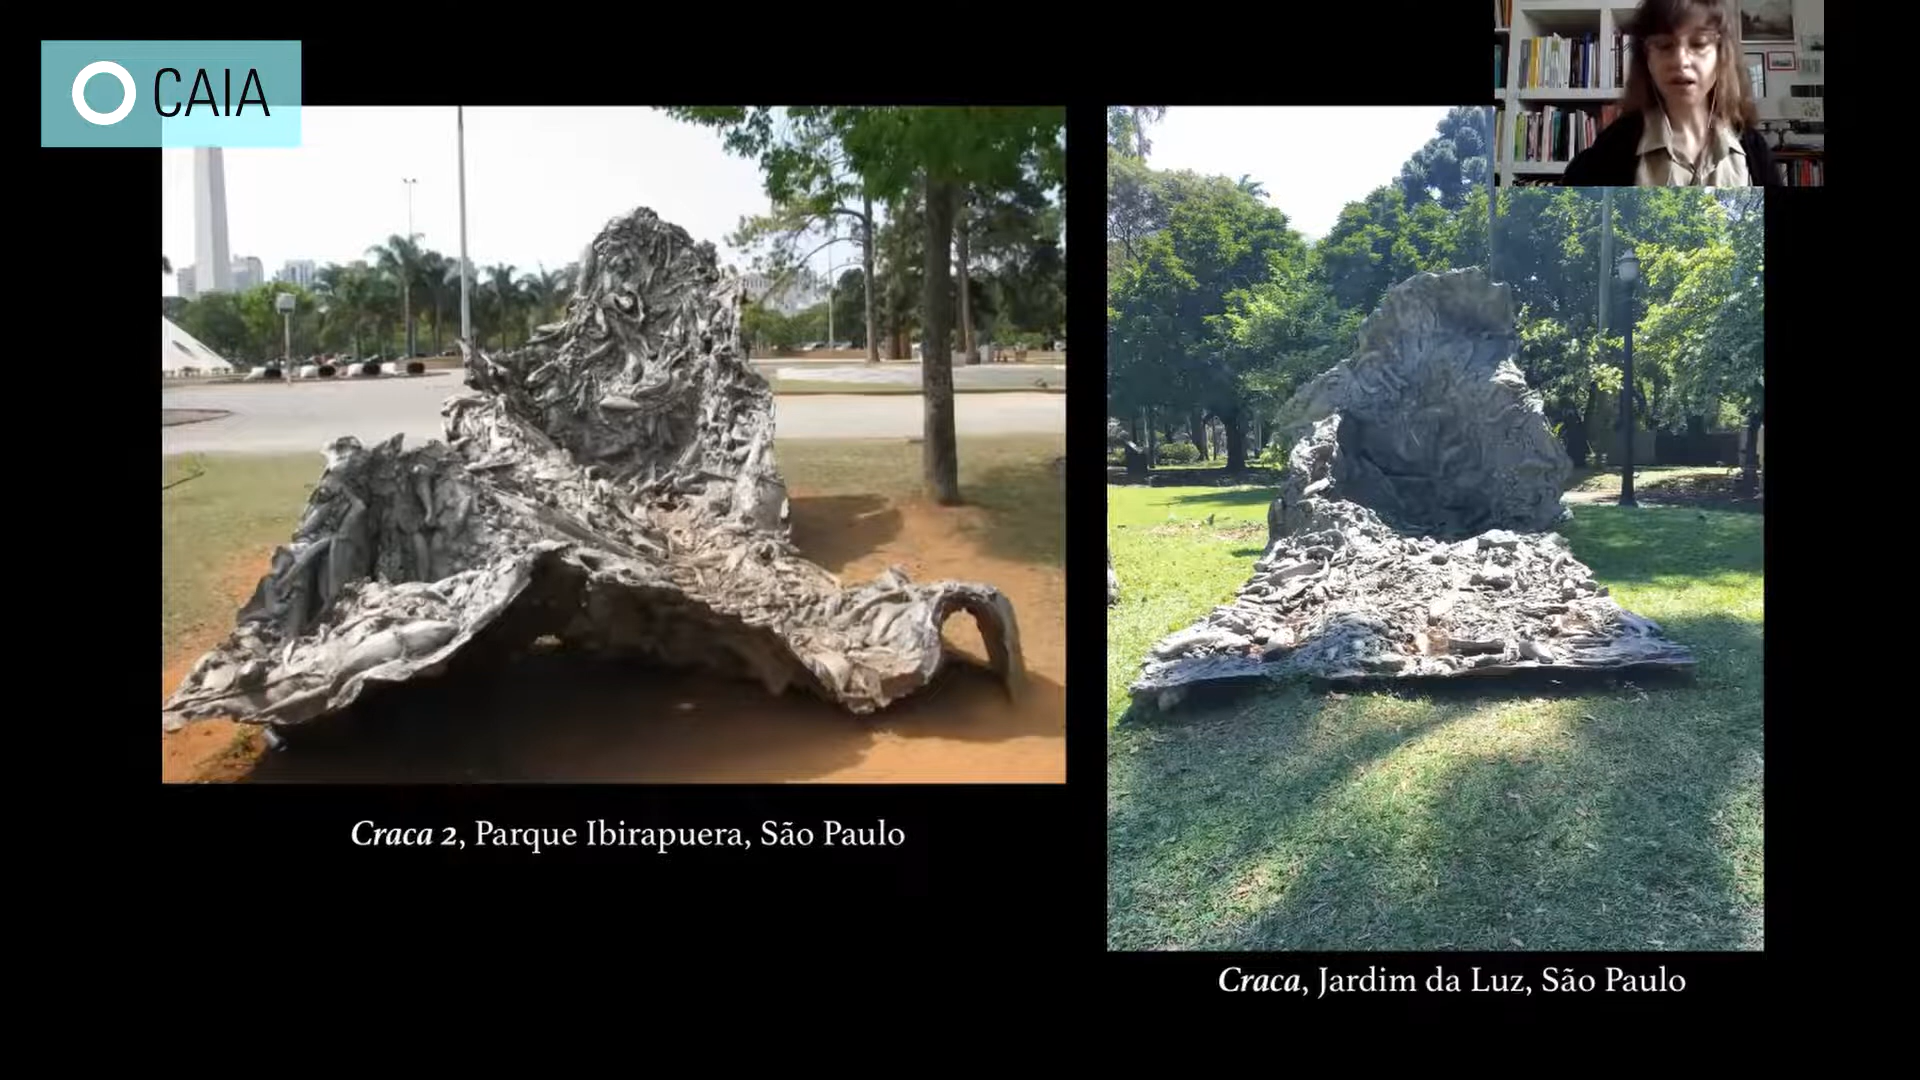 CAIA
Craca 2, Parque Ibirapuera, São Paulo
Craca, Jardim da Luz, São Paulo